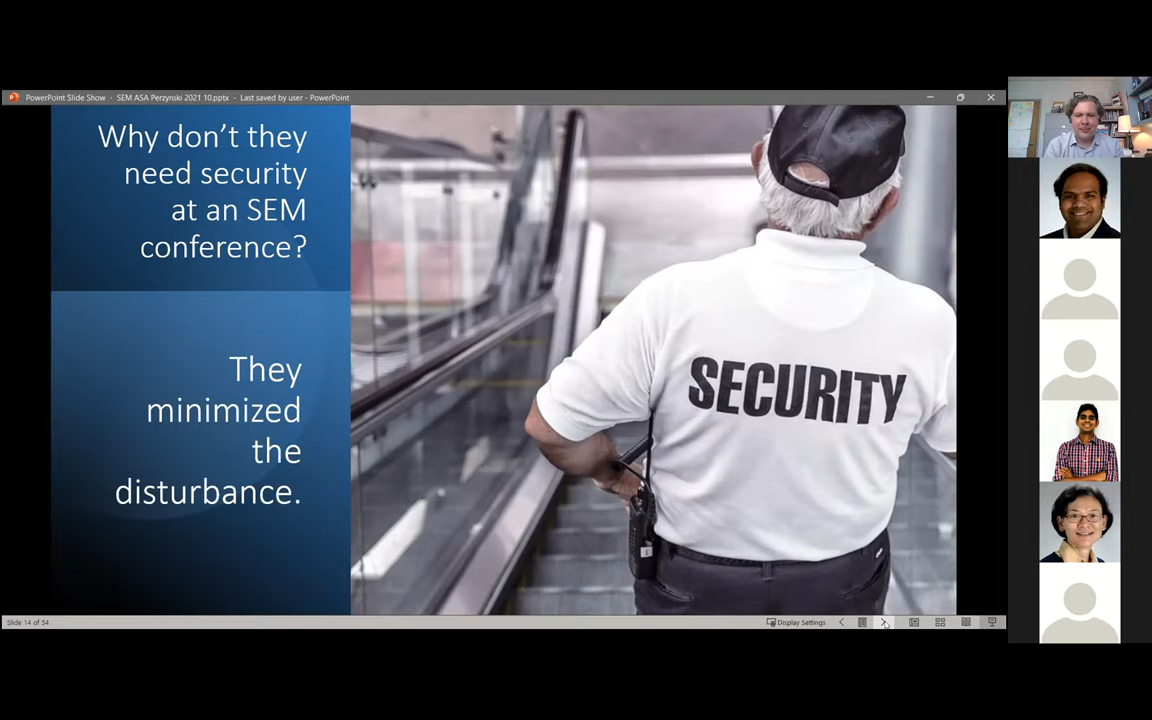 PowerPoint Slide Show - SEM ASA Perzynski 2021 10.pptx - Last saved by user - PowerPoint
Why don’t they
need security
at an SEM
conference?
They
minimized
the
disturbance.
SECURITY
Slide 14 of 54
Display Settings